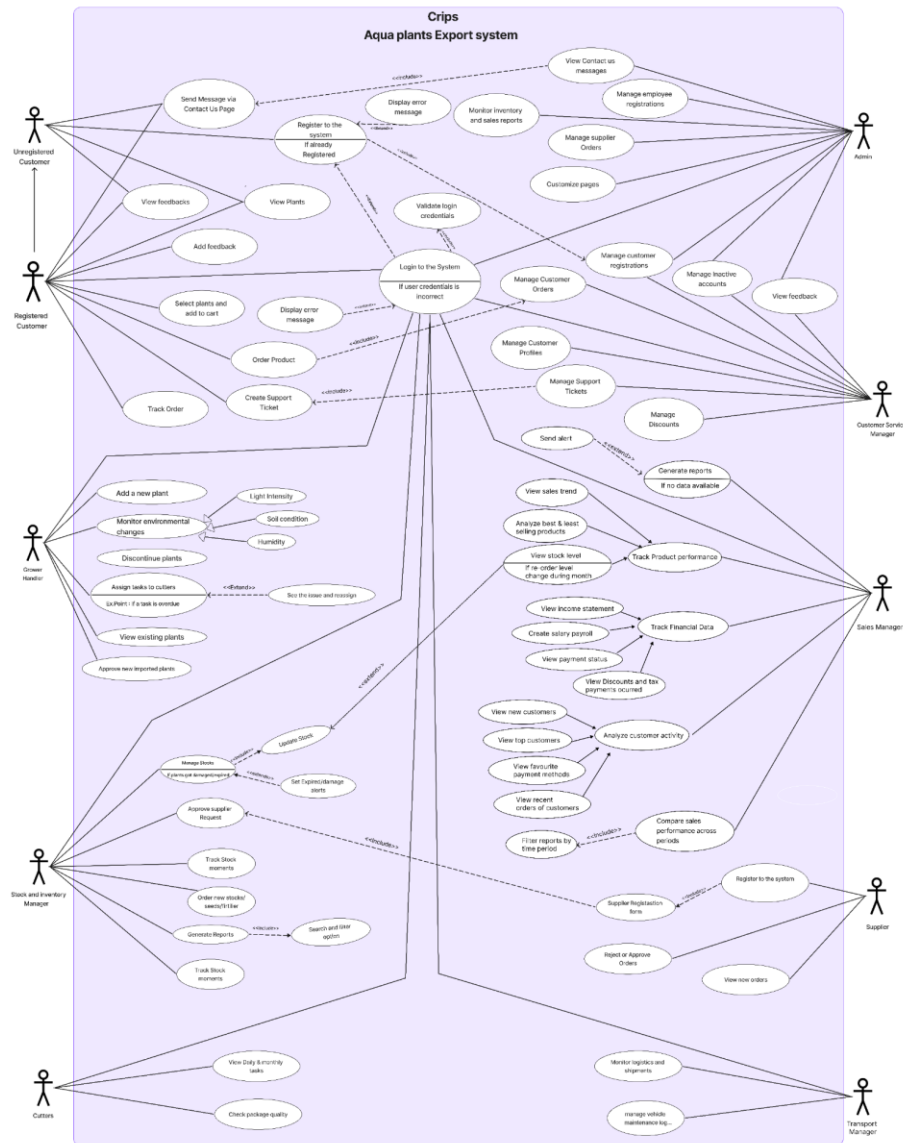 Crips
Aqua plants Export system
View Contact us
messages
<<Include>>
Send Message via
Contact Us Page
Display error
message
Manage employee
registrations
Monitor inventory
and sales reports
Register to the
system
If already
Registered
Unregistered
Customer
Admin
Manage supplier
Orders
Customize pages
View feedbacks
View Plants
Validate login
credentials
Add feedback
Login to the System
If user credentials is
incorrect
Manage customer
registrations
Manage Inactive
accounts
Manage Customer
Orders
View feedback
Registered
Customer
Select plants and
add to cart
Display error
message
Order Product
<<Include>>
Manage Customer
Profiles
Create Support
Ticket
<<Include>>
Manage Support
Tickets
Track Order
Manage
Discounts
Customer Service
Manager
Send alert
<<extend>>
Generate reports
If no data available
Add a new plant
Light Intensity
Monitor environmental
changes
Soil condition
Humidity
Grower
Handler
Discontinue plants
Assign tasks to cutters
Ex.Point : if a task is overdue
<<Extend>>
See the issue and reassign
View existing plants
Approve new imported plants
View sales trend
Analyze best & least
selling products
View stock level
If re-order level
change during month
Track Product performance
View income statement
Create salary payroll
View payment status
View Discounts and tax
payments ocurred
Track Financial Data
Sales Manager
<<extend>>
View new customers
View top customers
View favourite
payment methods
View recent
orders of customers
Analyze customer activity
Update Stock
<<Include>>
Manage Stocks
Set Expired/damage
alerts
Approve supplier
Request
<<Include>>
Filter reports by
time period
<<Include>>
Compare sales
performance across
periods
Track Stock
moments
Stock and Inventory
Manager
Order new stocks/
Generate Reports
<<Include>>
option
Track Stock
moments
Register to the system
<<Include>>
Supplier Registraction
form
Supplier
Reject or Approve
Orders
View new orders
View Daily & monthly
tasks
Check package quality
Cutters
Monitor logistics and
shipments
manage vehicle
maintenance log...
Transport
Manager